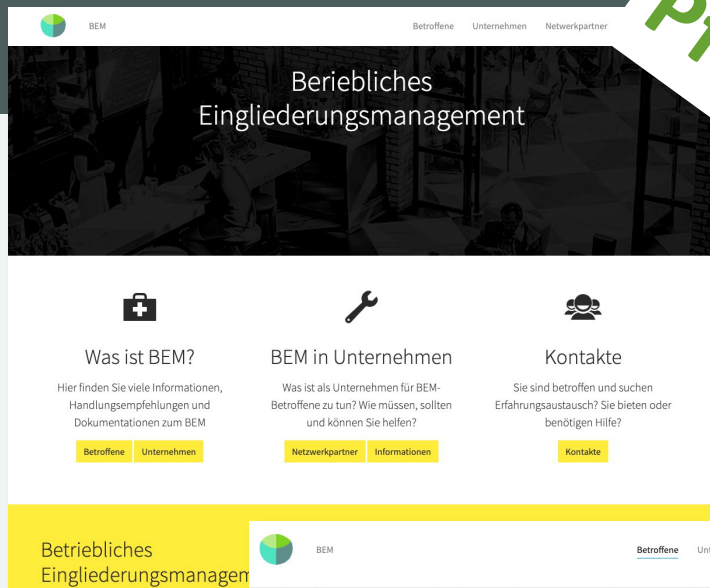 BEM
Betroffene Unternehmen Netwerkpartner
Beriebliches
Eingliederungsmanagement
Was ist BEM?
Hier finden Sie viele Informationen,
Handlungsempfehlungen und
Dokumentationen zum BEM
Betroffene Unternehmen
BEM in Unternehmen
Was ist als Unternehmen für BEM-
Betroffene zu tun? Wie müssen, sollten
und können Sie helfen?
Netzwerkpartner Informationen
Kontakte
Sie sind betroffen und suchen
Erfahrungsaustausch? Sie bieten oder
benötigen Hilfe?
Kontakte
Betriebliches
Eingliederungsmanagem
BEM
Betroffene Unt